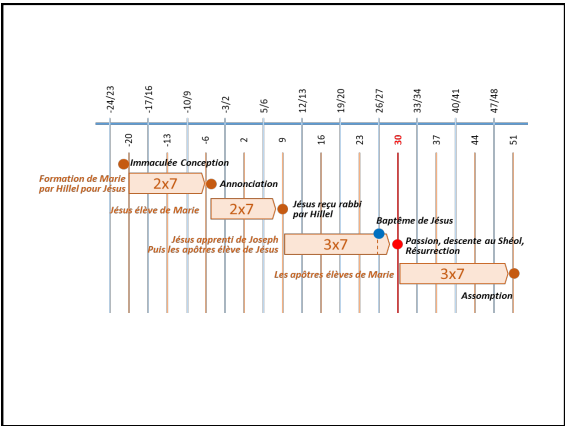 -24/23 -17/16 -10/9 -3/2 5/6 12/13 19/20 26/27 33/34 40/41 47/48
-20 -13 -6 2 9 16 23 30 37 44 51
Immaculée Conception
Formation de Marie
par Hillel pour Jésus
2x7
Annonciation
Jésus élève de Marie
2x7
Jésus reçu rabbi
par Hillel
Baptême de Jésus
Jésus apprenti de Joseph
Puis les apôtres élève de Jésus
3x7
Passion, descente au Shéol,
Résurrection
Les apôtres élèves de Marie
3x7
Assomption